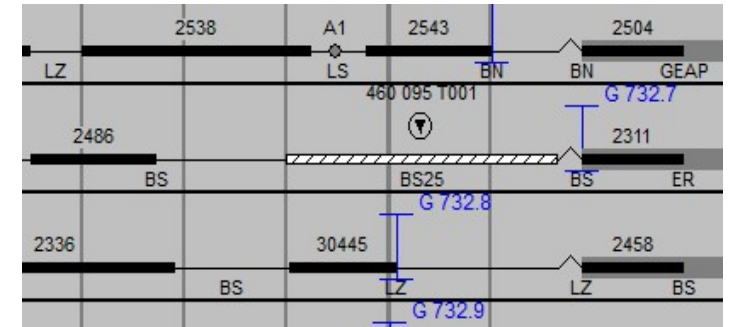 2538 A1 2543 2504
LZ LS BN BN GEAP
460 095 T001 G 732.7
2486 2311
BS BS25 BS ER
G 732.8
2336 30445 2458
BS LZ LZ BS
G 732.9